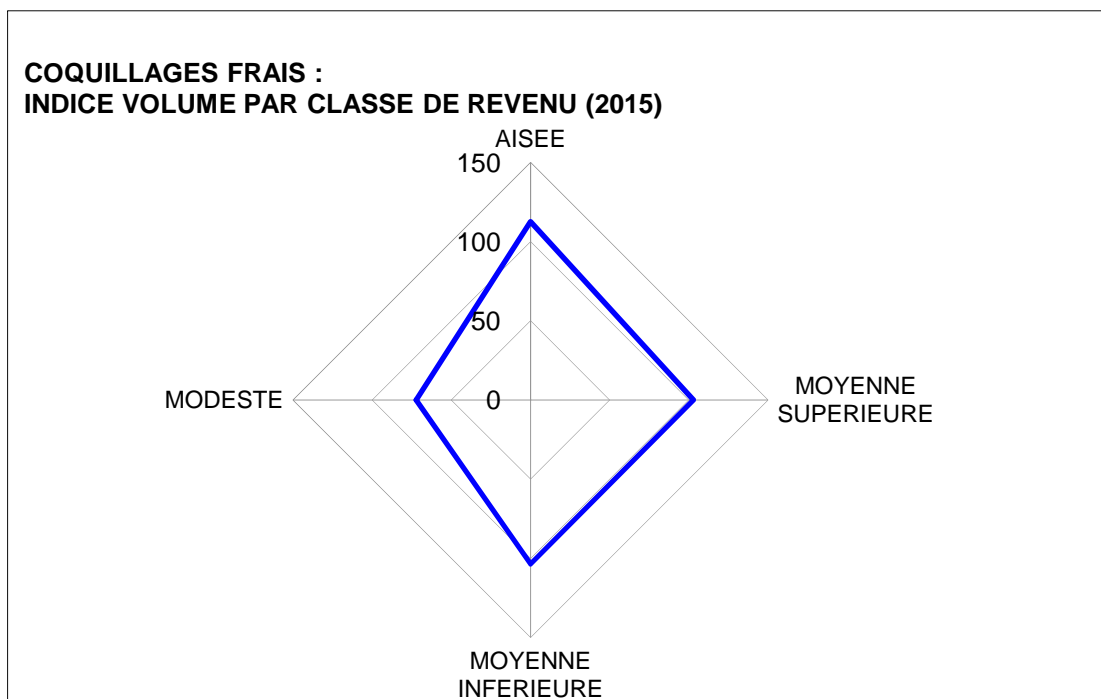 COQUILLAGES FRAIS :
INDICE VOLUME PAR CLASSE DE REVENU (2015)
AISEE
150
100
50
0
MODESTE
MOYENNE
SUPERIEURE
MOYENNE
INFERIEURE